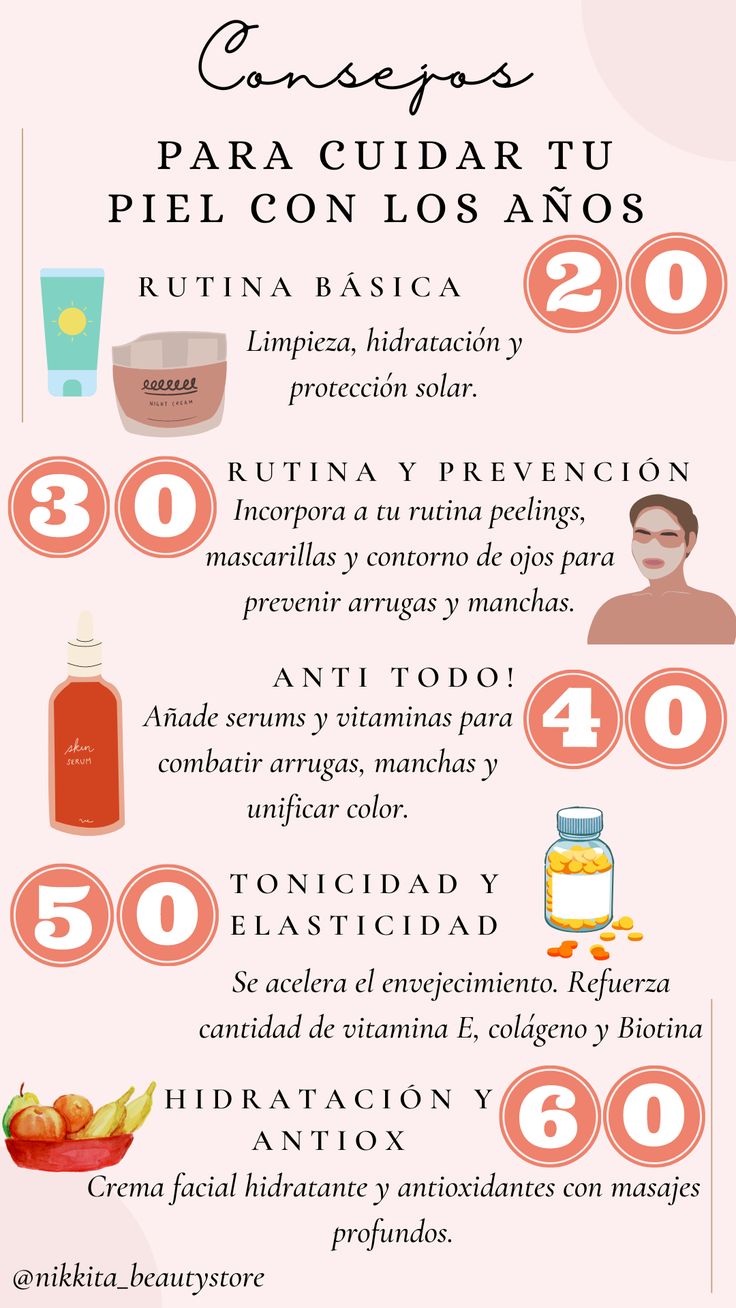 Consejos
PARA CUIDAR TU
PIEL CON LOS AÑOS
20
RUTINA BÁSICA
Limpieza, hidratación y
protección solar.
NIGHT CREAM
30
RUTINA Y PREVENCIÓN
Incorpora a tu rutina peelings,
mascarillas y contorno de ojos para
prevenir arrugas y manchas.
ANTI TODO!
40
Añade serums y vitaminas para
combatir arrugas, manchas y
unificar color.
skin
SERUM
50
TONICIDAD Y
ELASTICIDAD
Se acelera el envejecimiento. Refuerza
cantidad de vitamina E, colágeno y Biotina
HIDRATACIÓN Y
ANTIOX
60
Crema facial hidratante y antioxidantes con masajes
profundos.
@nikkita_beautystore